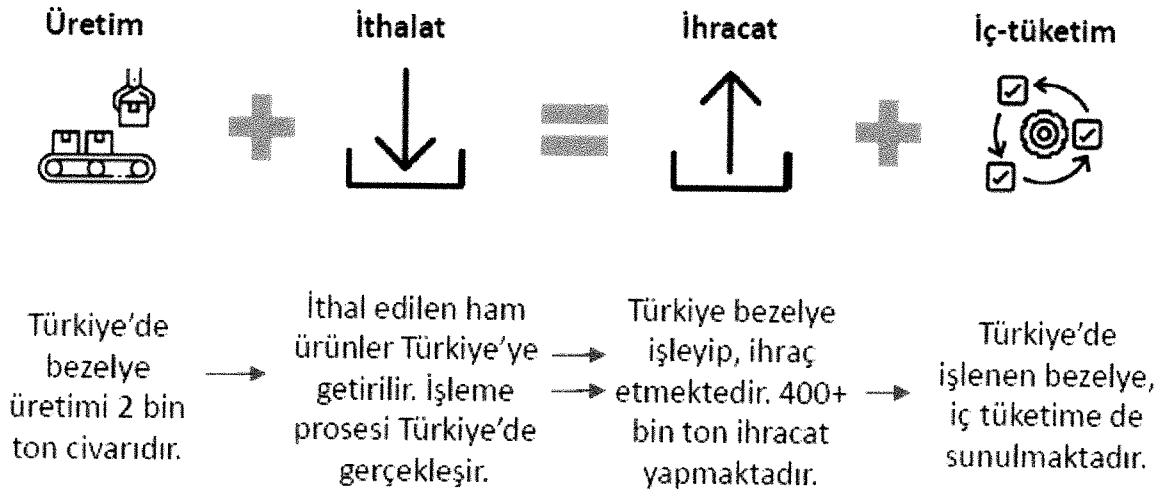 Üretim
İthalat
İhracat
İç-tüketim
Türkiye'de
bezelye
üretimi 2 bin
ton civarıdır.
İthal edilen ham
ürünler Türkiye'ye
getirilir. İşleme
prosesi Türkiye'de
gerçekleşir.
Türkiye bezelye
işleyip, ihraç
etmektedir. 400+
bin ton ihracat
yapmaktadır.
Türkiye'de
işlenen bezelye,
iç tüketime de
sunulmaktadır.